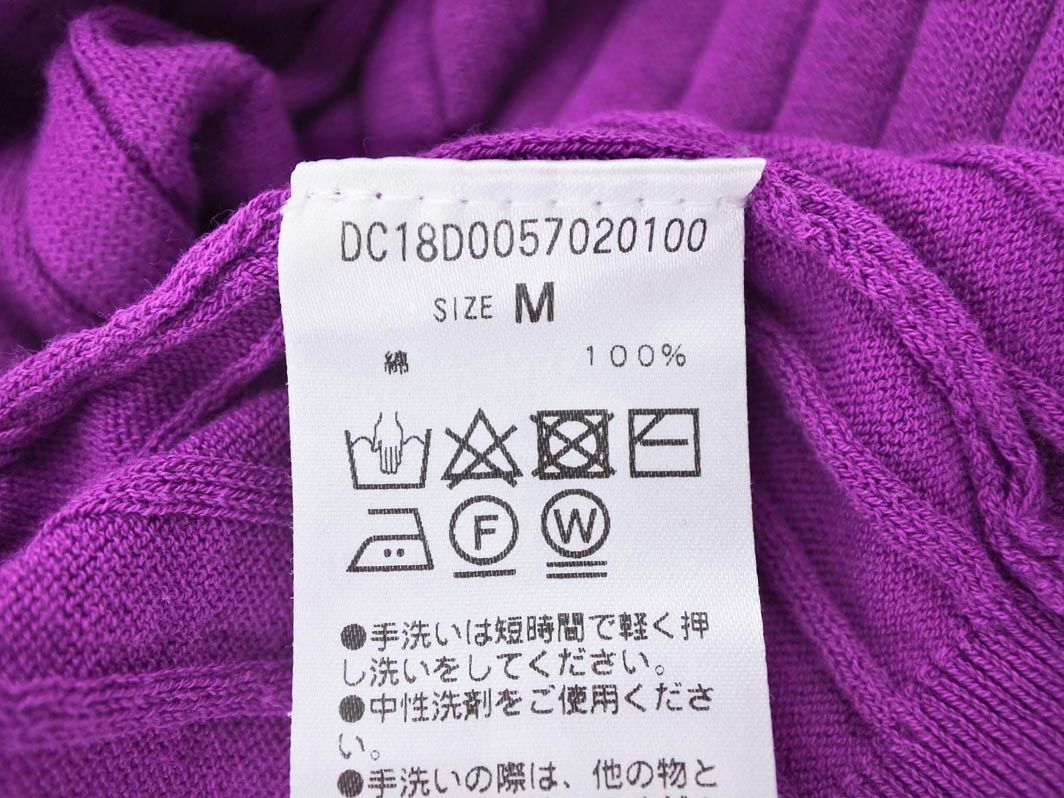 DC18D0057020100
SIZE M
綿 100%
F W
●手洗いは短時間で軽く押
し洗いをしてください。
●中性洗剤をご使用くださ
い。
●手洗いの際は、他の物と